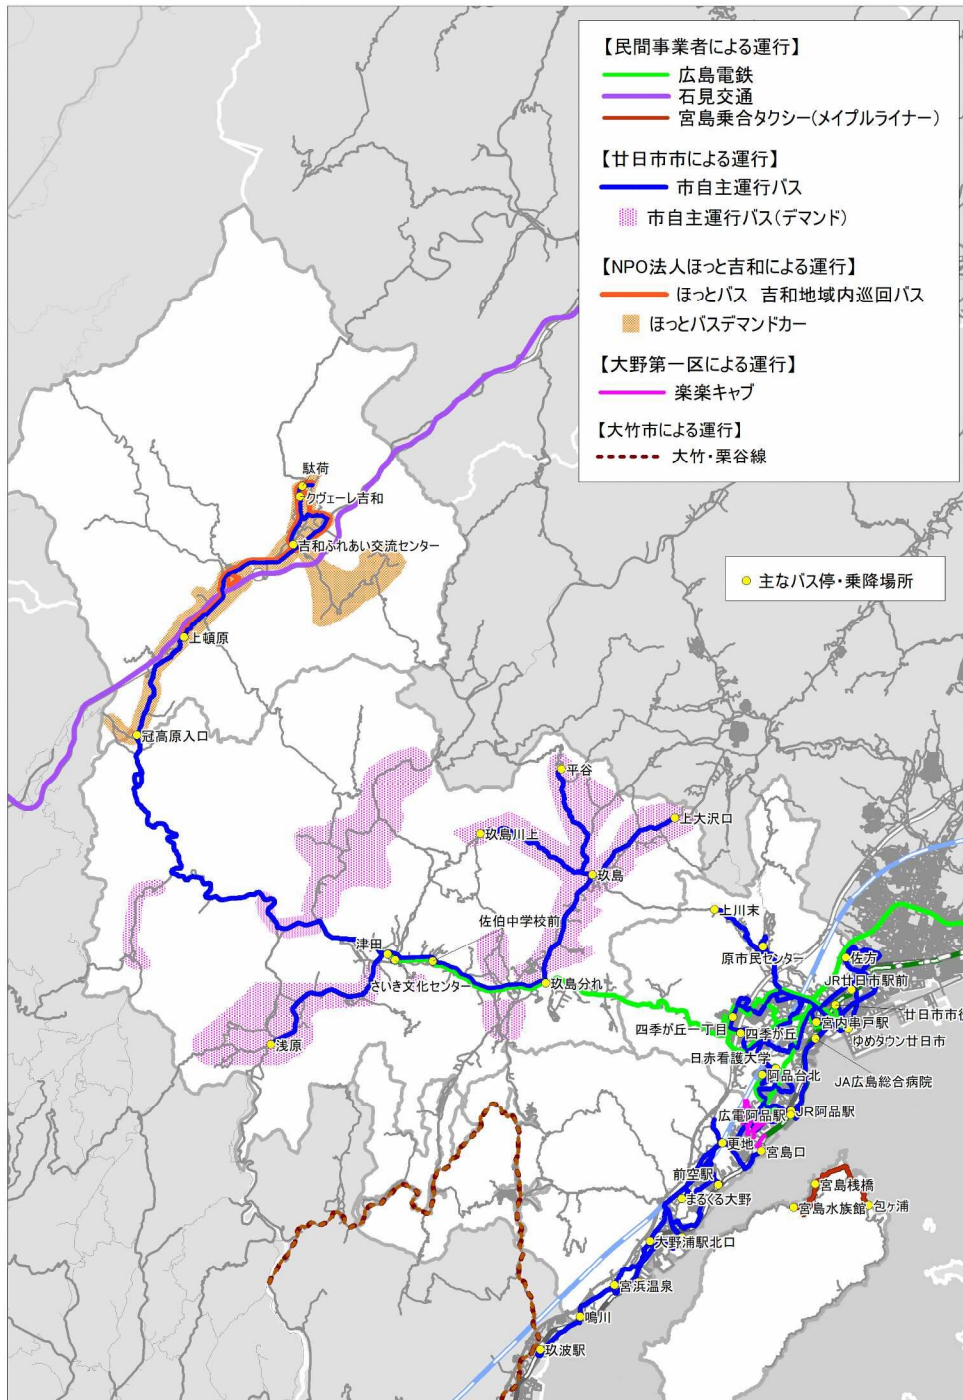 【民間事業者による運行】
広島電鉄
石見交通
宮島乗合タクシー(メイプルライナー)
【廿日市市による運行】
市自主運行バス
市自主運行バス(デマンド)
【NPO法人ほっと吉和による運行】
ほっとバス 吉和地域内巡回バス
ほっとバスデマンドカー
【大野第一区による運行】
楽楽キャブ
【大竹市による運行】
大竹・栗谷線
主なバス停・乗降場所
駄荷
クヴェーレ吉和
吉和ふれあい交流センター
上頓原
冠高原入口
平谷
上大沢口
玖島川上
玖島
上川末
佐伯中学校前
津田
原市民センター
佐方
さいき文化センター
玖島分れ
JR廿日市駅前
廿日市市役
四季が丘一丁目
四季が丘
宮内串戸駅
ゆめタウン廿日市
浅原
日赤看護大学
阿品台北
JA広島総合病院
広電阿品駅
JR阿品駅
更地
宮島口
前空駅
まるくる大野
宮島桟橋
宮島水族館
包ヶ浦
大野浦駅北口
宮浜温泉
鳴川
玖波駅